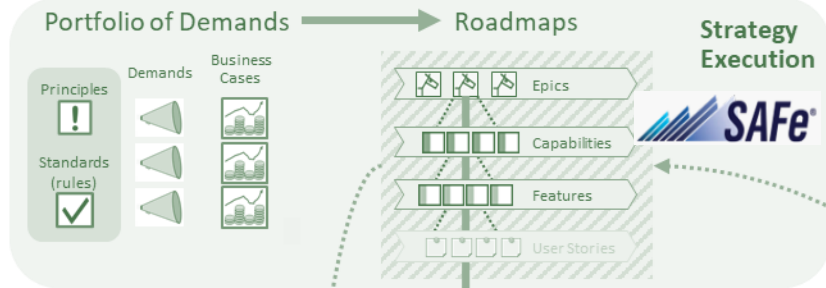 Portfolio of Demands
Roadmaps
Strategy
Execution
Principles
Standards
(rules)
Demands
Business
Cases
Epics
Capabilities
Features
User Stories
SAFe®